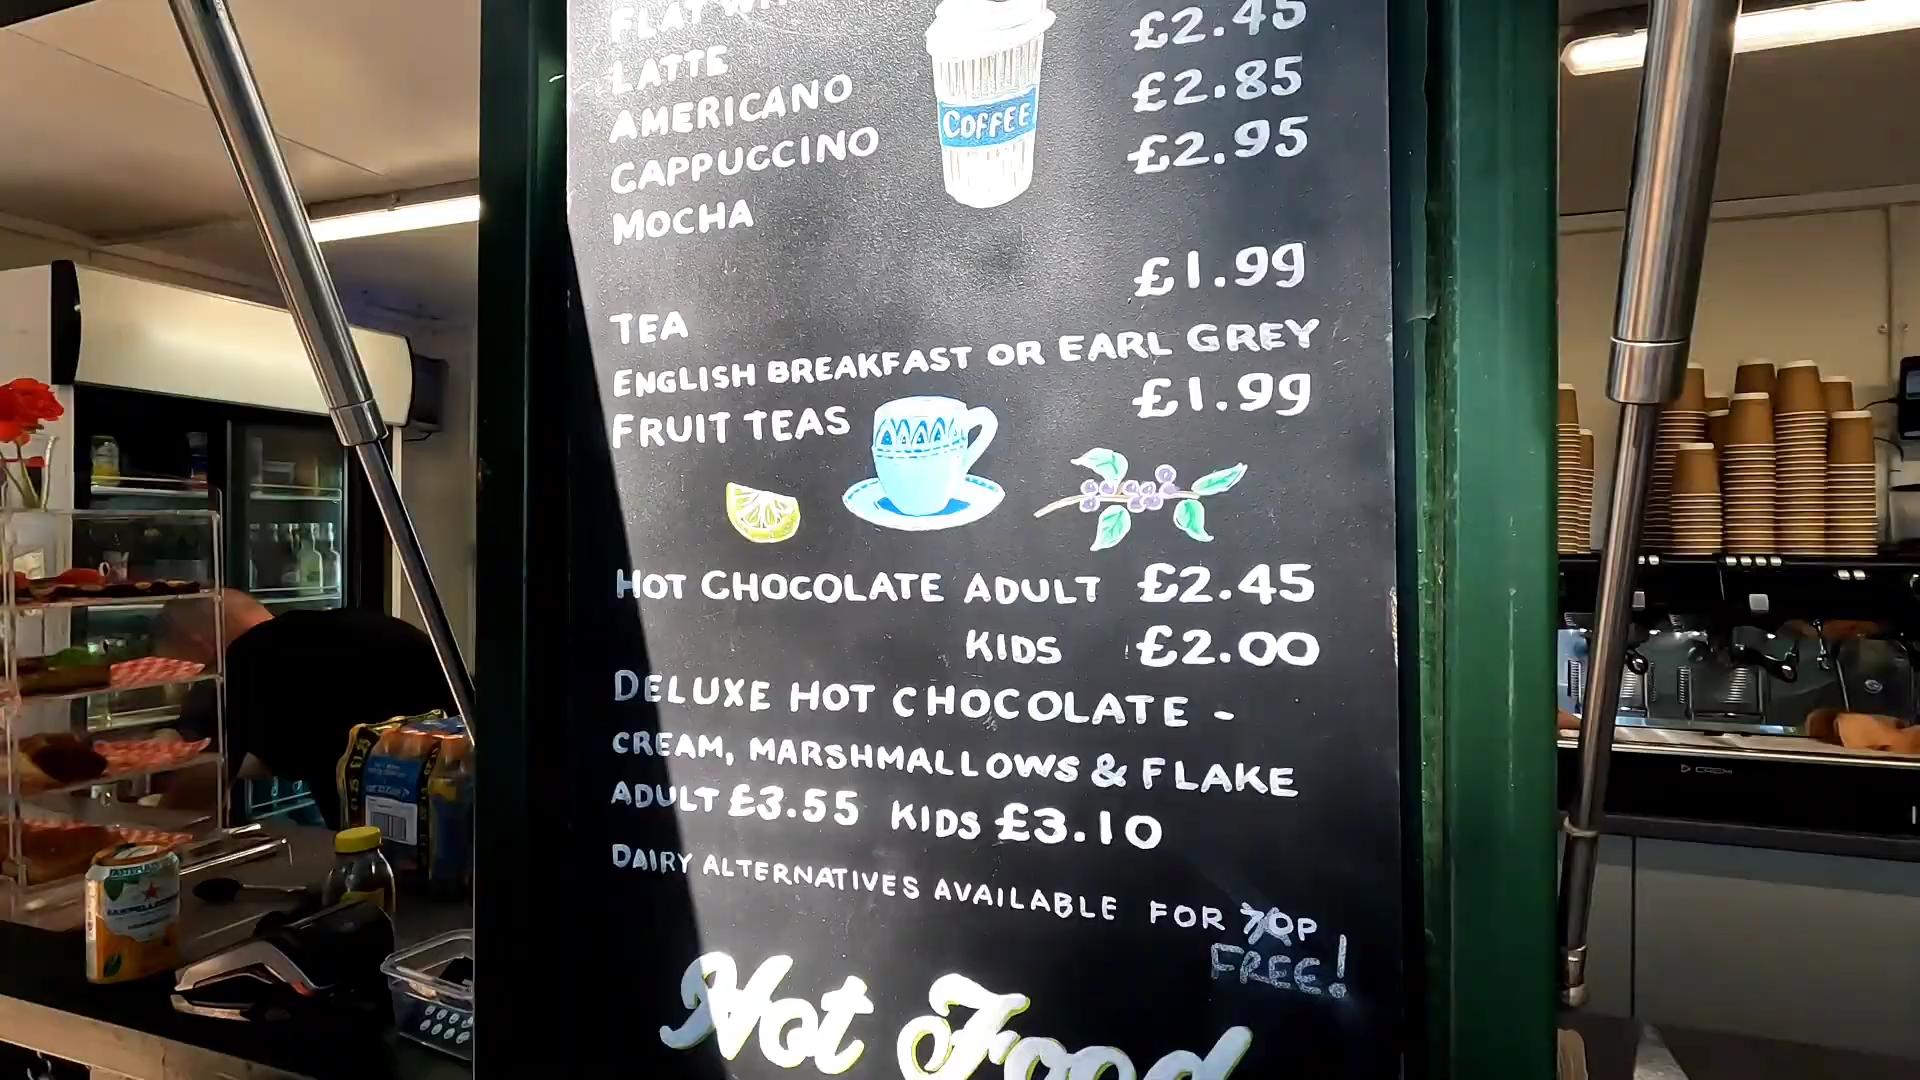 FLAT
LATTE £2.45
AMERICANO £2.85
CAPPUCCINO £2.95
MOCHA
COFFEE
£1.99
TEA
ENGLISH BREAKFAST OR EARL GREY
FRUIT TEAS £1.99
HOT CHOCOLATE ADULT £2.45
KIDS £2.00
DELUXE HOT CHOCOLATE -
CREAM, MARSHMALLOWS & FLAKE
ADULT £3.55 KIDS £3.10
DAIRY ALTERNATIVES AVAILABLE FOR 70P
FREE!
Hot Food
CREM